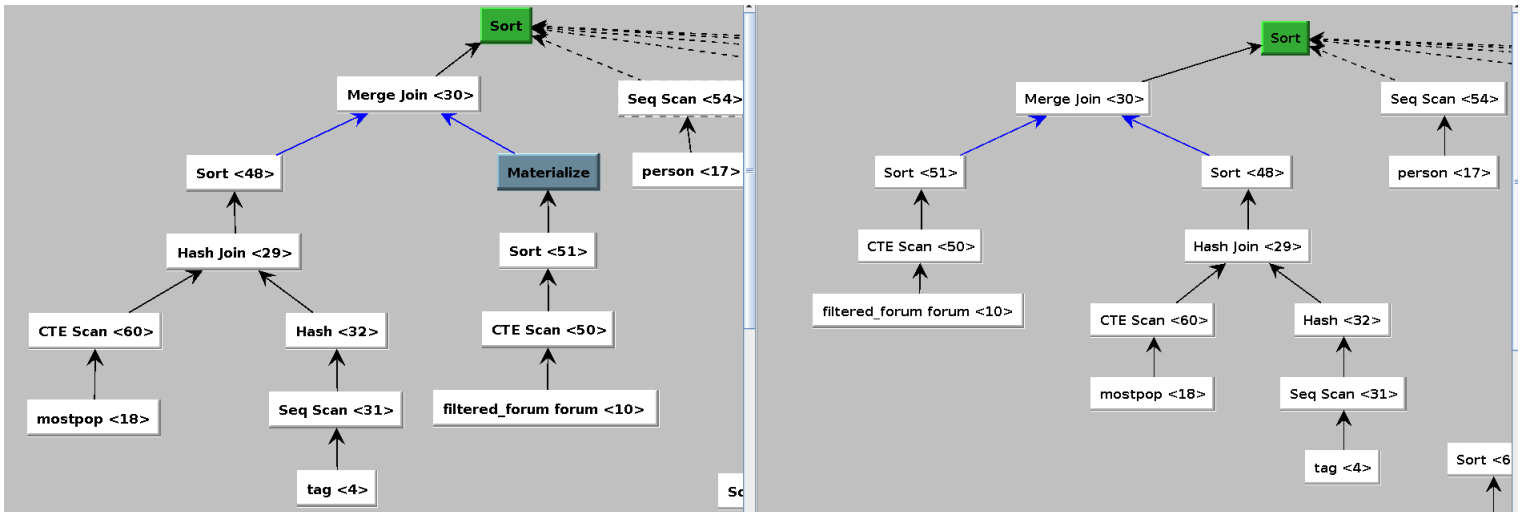 Sort
Merge Join <30>
Seq Scan <54>
Sort <48>
Materialize
person <17>
Hash Join <29>
Sort <51>
CTE Scan <60>
Hash <32>
CTE Scan <50>
mostpop <18>
Seq Scan <31>
filtered_forum forum <10>
tag <4>
Sort
Merge Join <30>
Seq Scan <54>
Sort <51>
Sort <48>
person <17>
CTE Scan <50>
Hash Join <29>
filtered_forum forum <10>
CTE Scan <60>
Hash <32>
mostpop <18>
Seq Scan <31>
Sort <6
tag <4>